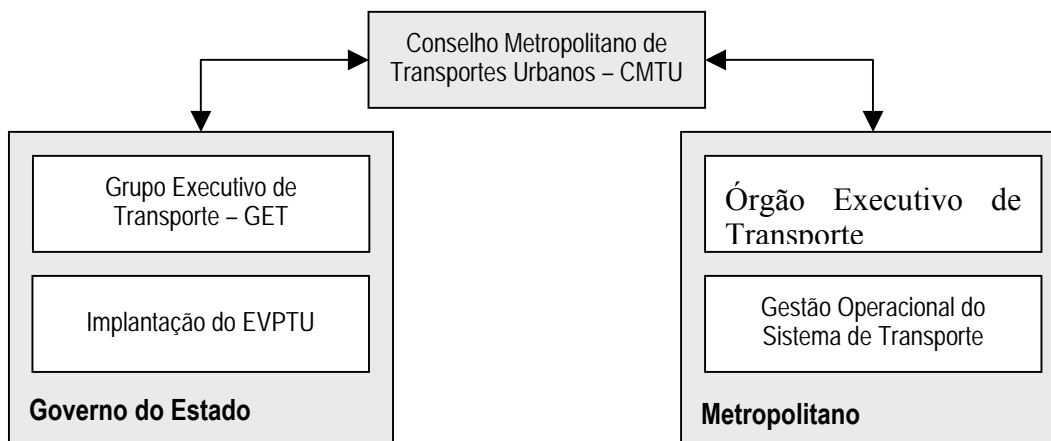 Conselho Metropolitano de
Transportes Urbanos – CMTU
Grupo Executivo de
Transporte – GET
Implantação do EVPTU
Governo do Estado
Órgão Executivo de
Transporte
Gestão Operacional do
Sistema de Transporte
Metropolitano